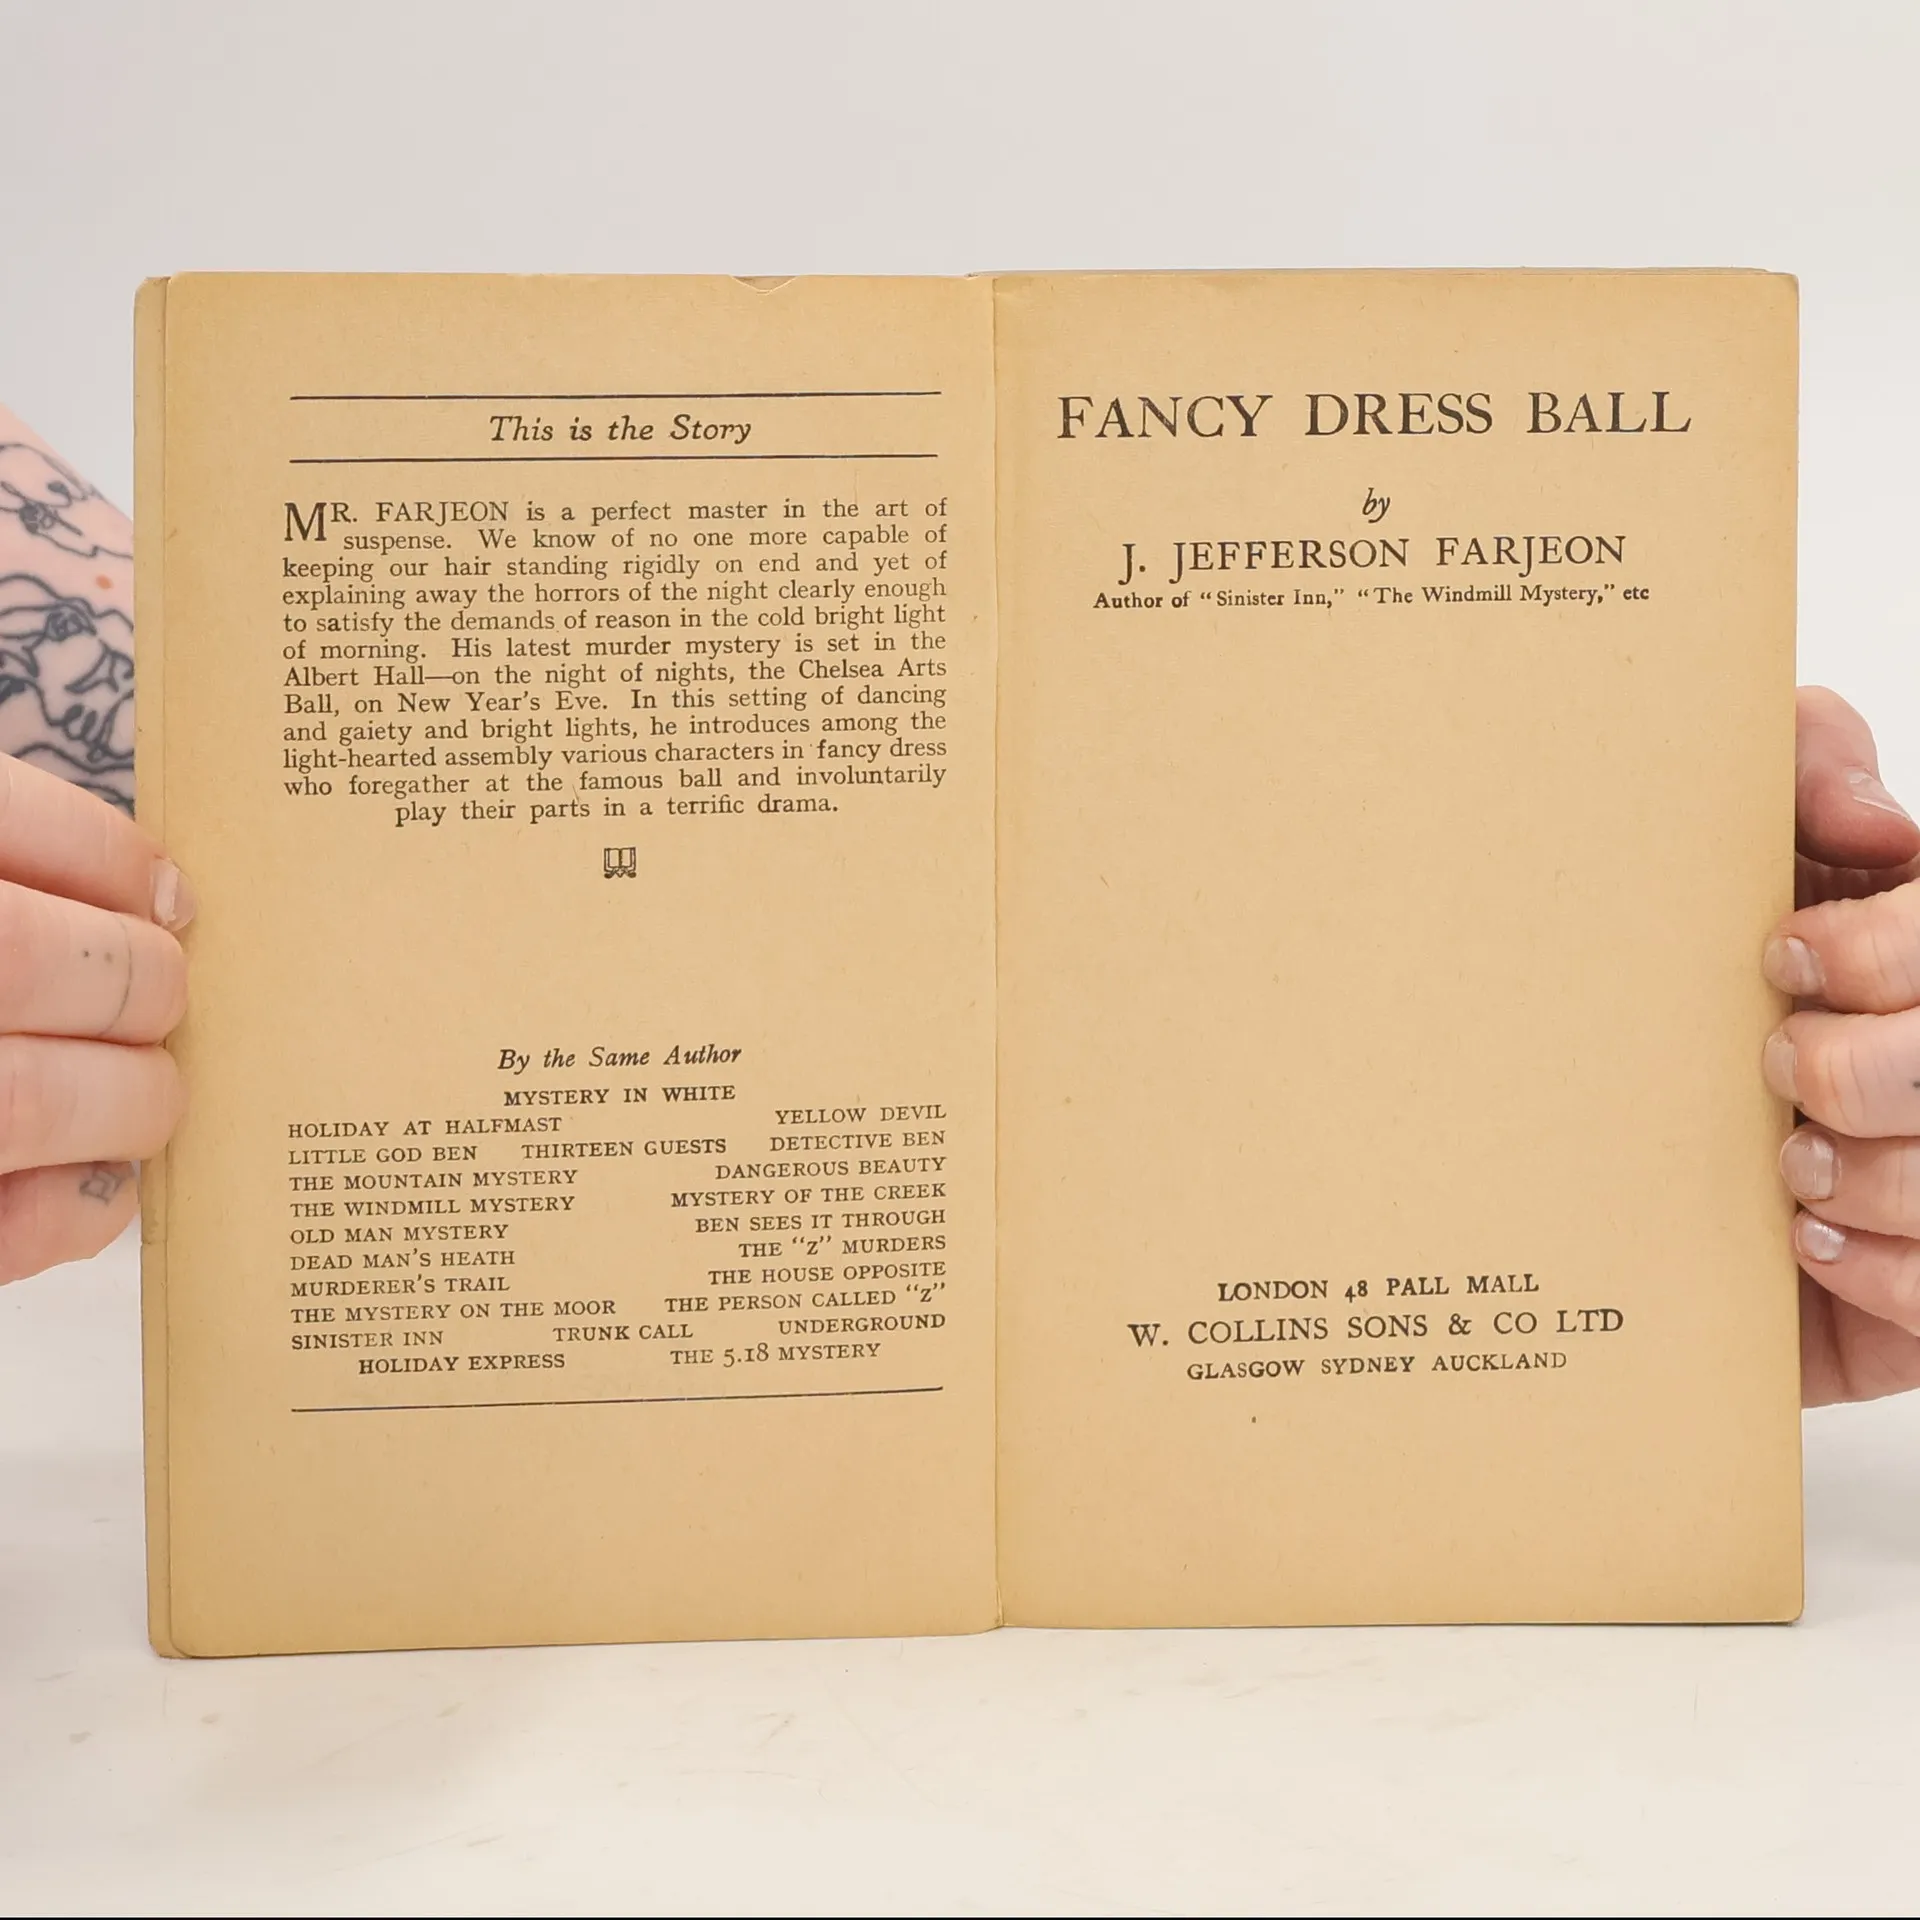 This is the Story
MR. FARJEON is a perfect master in the art of
suspense. We know of no one more capable of
keeping our hair standing rigidly on end and yet of
explaining away the horrors of the night clearly enough
to satisfy the demands of reason in the cold bright light
of morning. His latest murder mystery is set in the
Albert Hall—on the night of nights, the Chelsea Arts
Ball, on New Year's Eve. In this setting of dancing
and gaiety and bright lights, he introduces among the
light-hearted assembly various characters in fancy dress
who foregather at the famous ball and involuntarily
play their parts in a terrific drama.
By the Same Author
MYSTERY IN WHITE
HOLIDAY AT HALFMAST YELLOW DEVIL
LITTLE GOD BEN THIRTEEN GUESTS DETECTIVE BEN
THE MOUNTAIN MYSTERY DANGEROUS BEAUTY
THE WINDMILL MYSTERY MYSTERY OF THE CREEK
OLD MAN MYSTERY BEN SEES IT THROUGH
DEAD MAN'S HEATH THE "Z" MURDERS
MURDERER'S TRAIL THE HOUSE OPPOSITE
THE MYSTERY ON THE MOOR THE PERSON CALLED "Z"
SINISTER INN TRUNK CALL UNDERGROUND
HOLIDAY EXPRESS THE 5.18 MYSTERY
FANCY DRESS BALL
by
J. JEFFERSON FARJEON
Author of "Sinister Inn," "The Windmill Mystery," etc
LONDON 48 PALL MALL
W. COLLINS SONS & CO LTD
GLASGOW SYDNEY AUCKLAND